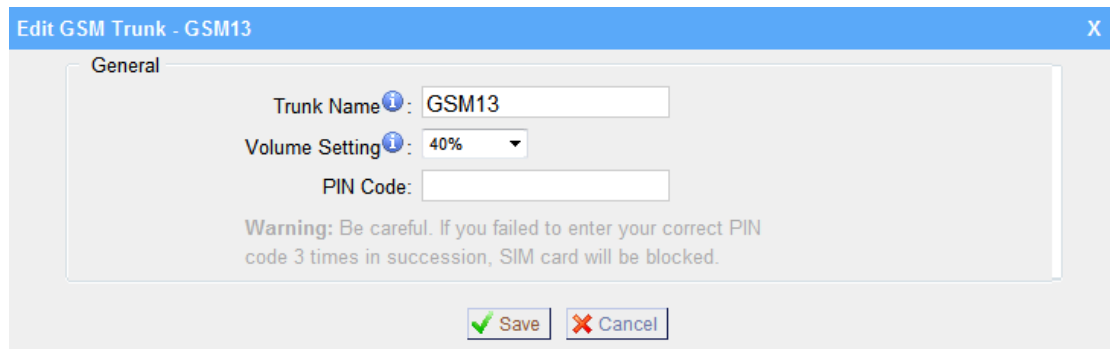 Edit GSM Trunk - GSM13 X
General
Trunk Name i : GSM13
Volume Setting i : 40%
PIN Code:
Warning: Be careful. If you failed to enter your correct PIN
code 3 times in succession, SIM card will be blocked.
Save Cancel